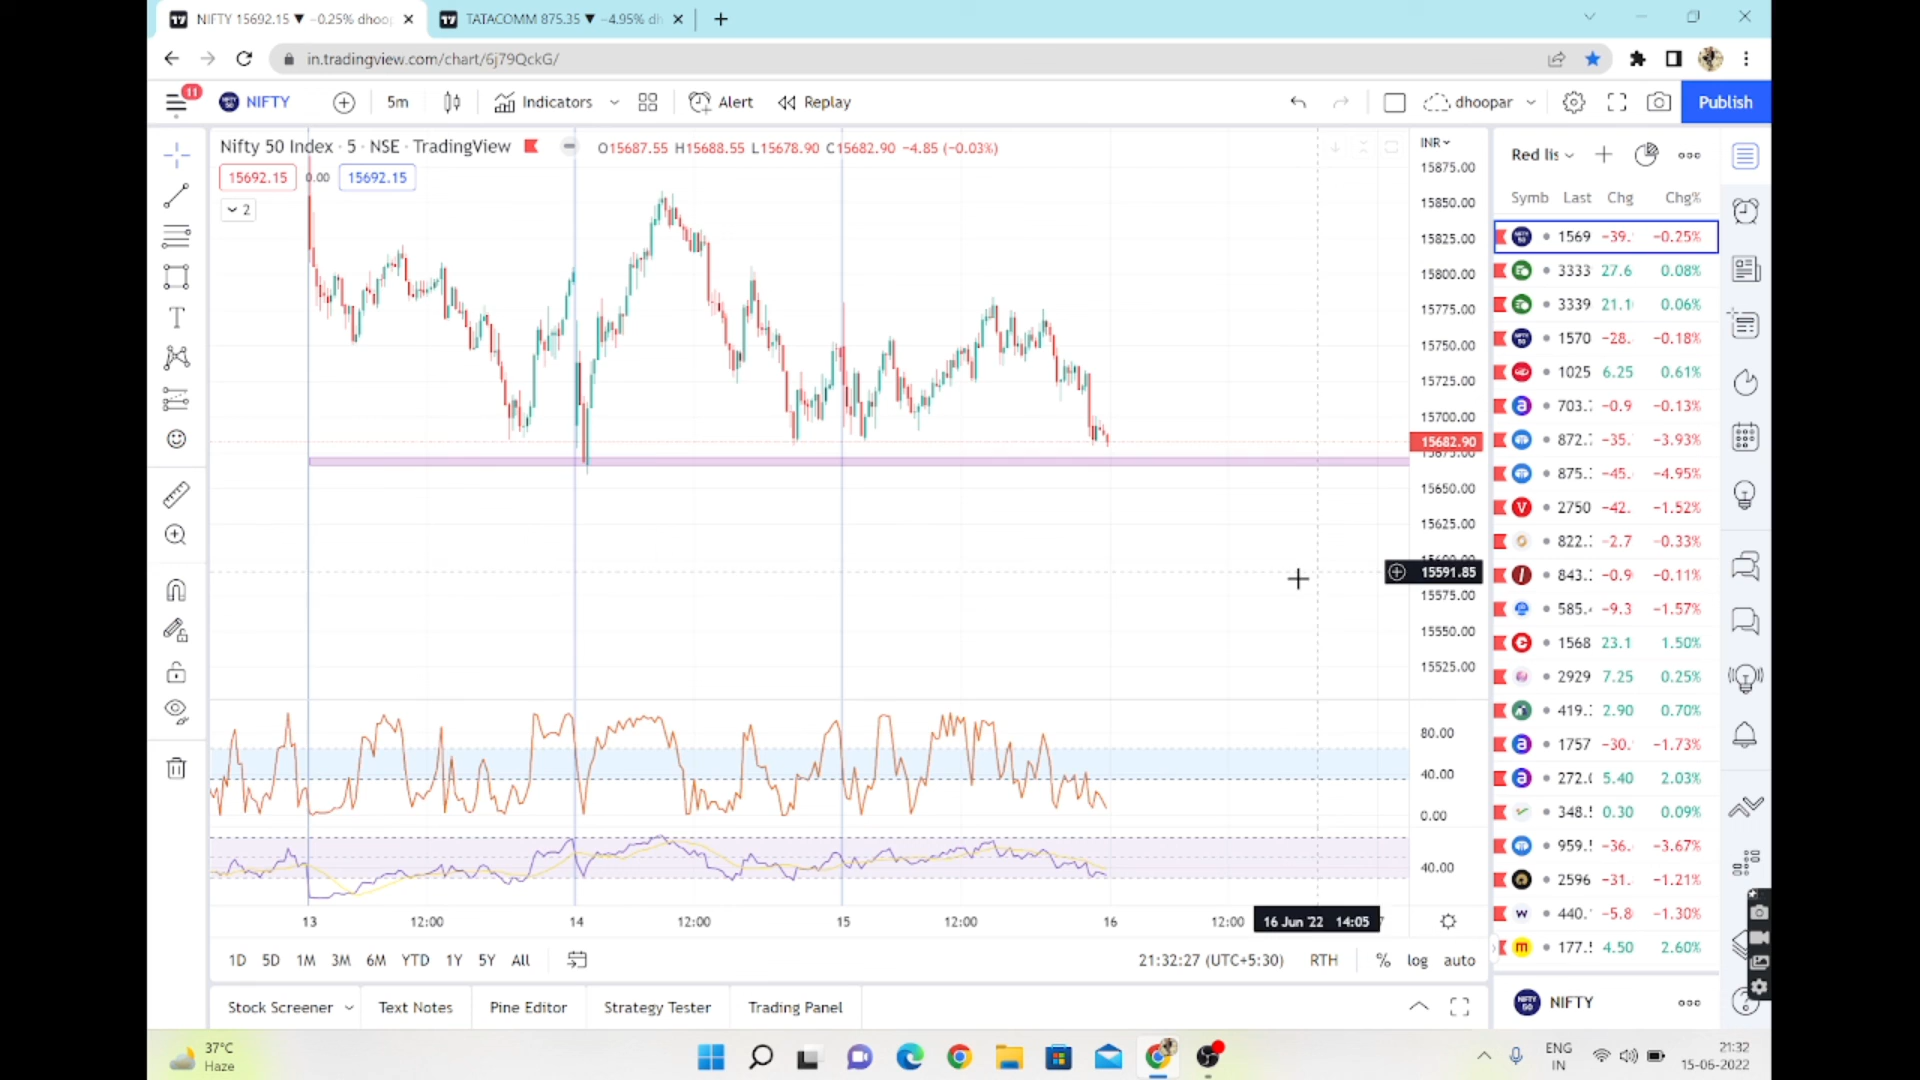 NIFTY 15692.15 ▼ −0.25% dhoop
TATACOMM 875.35 ▼ −4.95% dh
in.tradingview.com/chart/6j79QckG/
11
NIFTY
5m
Indicators
Alert
Replay
dhoopar
Publish
Nifty 50 Index · 5 · NSE · TradingView
O15687.55 H15688.55 L15678.90 C15682.90 −4.85 (−0.03%)
15692.15
0.00
15692.15
2
INR
15875.00
15850.00
15825.00
15800.00
15775.00
15750.00
15725.00
15700.00
15682.90
15675.00
15650.00
15625.00
15600.00
15591.85
15575.00
15550.00
15525.00
80.00
40.00
0.00
40.00
13
12:00
14
12:00
15
12:00
16
12:00
16 Jun '22 14:05
1D
5D
1M
3M
6M
YTD
1Y
5Y
All
21:32:27 (UTC+5:30)
RTH
%
log
auto
Stock Screener
Text Notes
Pine Editor
Strategy Tester
Trading Panel
Red lis
Symb Last Chg Chg%
1569 −39. −0.25%
3333 27.6 0.08%
3339 21.1 0.06%
1570 −28. −0.18%
1025 6.25 0.61%
703. −0.9 −0.13%
872. −35. −3.93%
875. −45. −4.95%
2750 −42. −1.52%
822. −2.7 −0.33%
843. −0.9 −0.11%
585. −9.3 −1.57%
1568 23.1 1.50%
2929 7.25 0.25%
419. 2.90 0.70%
1757 −30. −1.73%
272. 5.40 2.03%
348. 0.30 0.09%
959. −36. −3.67%
2596 −31. −1.21%
440. −5.8 −1.30%
177. 4.50 2.60%
NIFTY
37°C
Haze
ENG
IN
21:32
15-06-2022